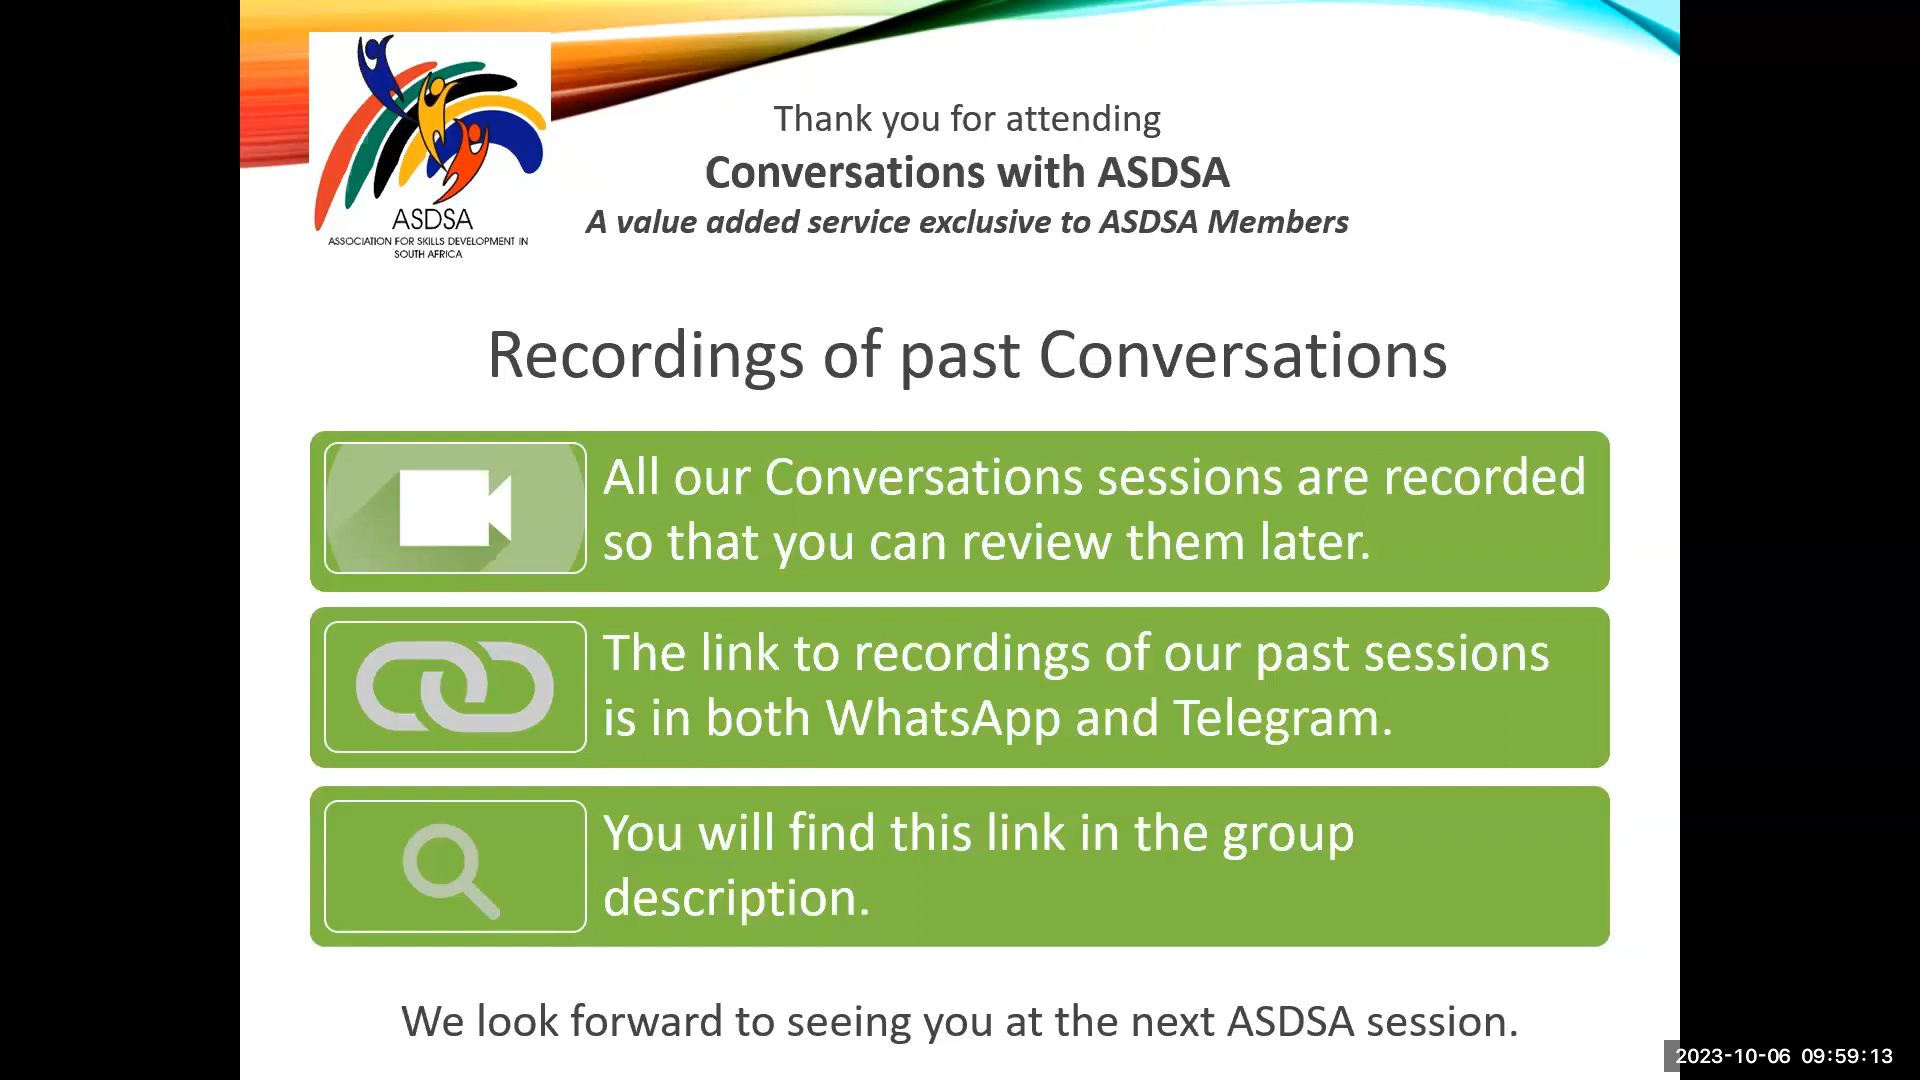 ASDSA
ASSOCIATION FOR SKILLS DEVELOPMENT IN
SOUTH AFRICA
Thank you for attending
Conversations with ASDSA
A value added service exclusive to ASDSA Members
Recordings of past Conversations
All our Conversations sessions are recorded
so that you can review them later.
The link to recordings of our past sessions
is in both WhatsApp and Telegram.
You will find this link in the group
description.
We look forward to seeing you at the next ASDSA session.
2023-10-06 09:59:13